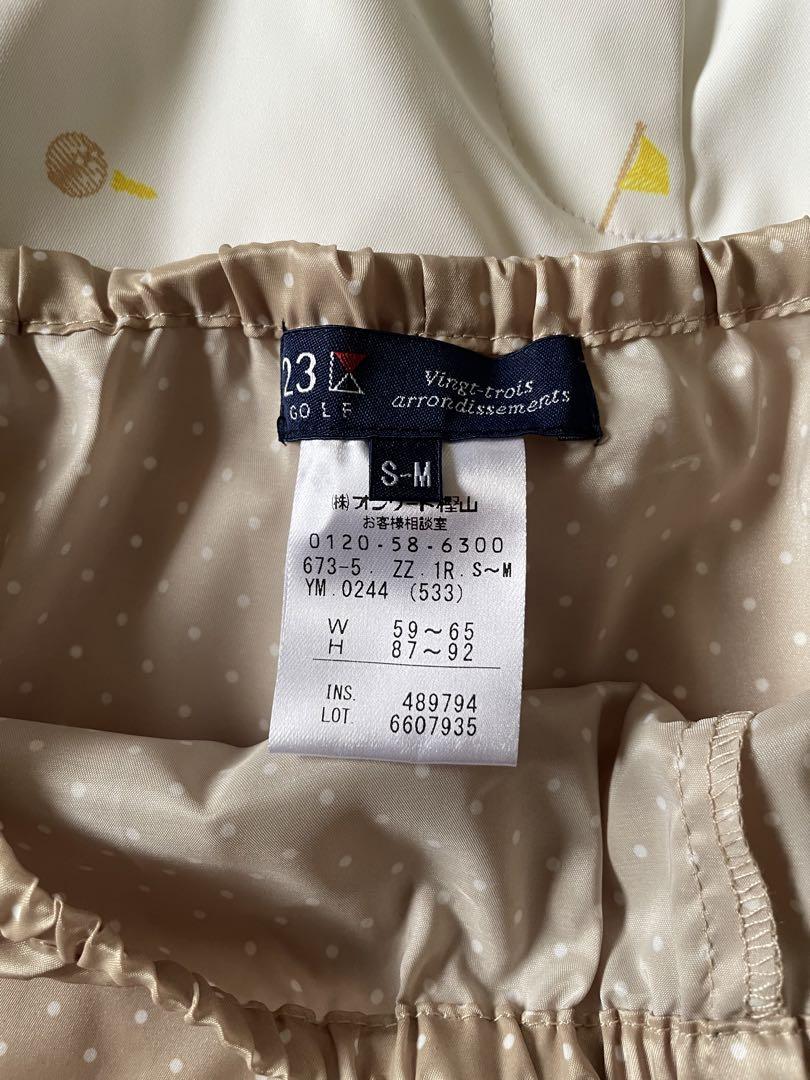 23
GOLF
Vingt-trois
arrondissements
S-M
(株)オンワード樫山
お客様相談室
0120-58-6300
673-5. ZZ. 1R. S～M
YM. 0244 (533)
W 59～65
H 87～92
INS. 489794
LOT. 6607935